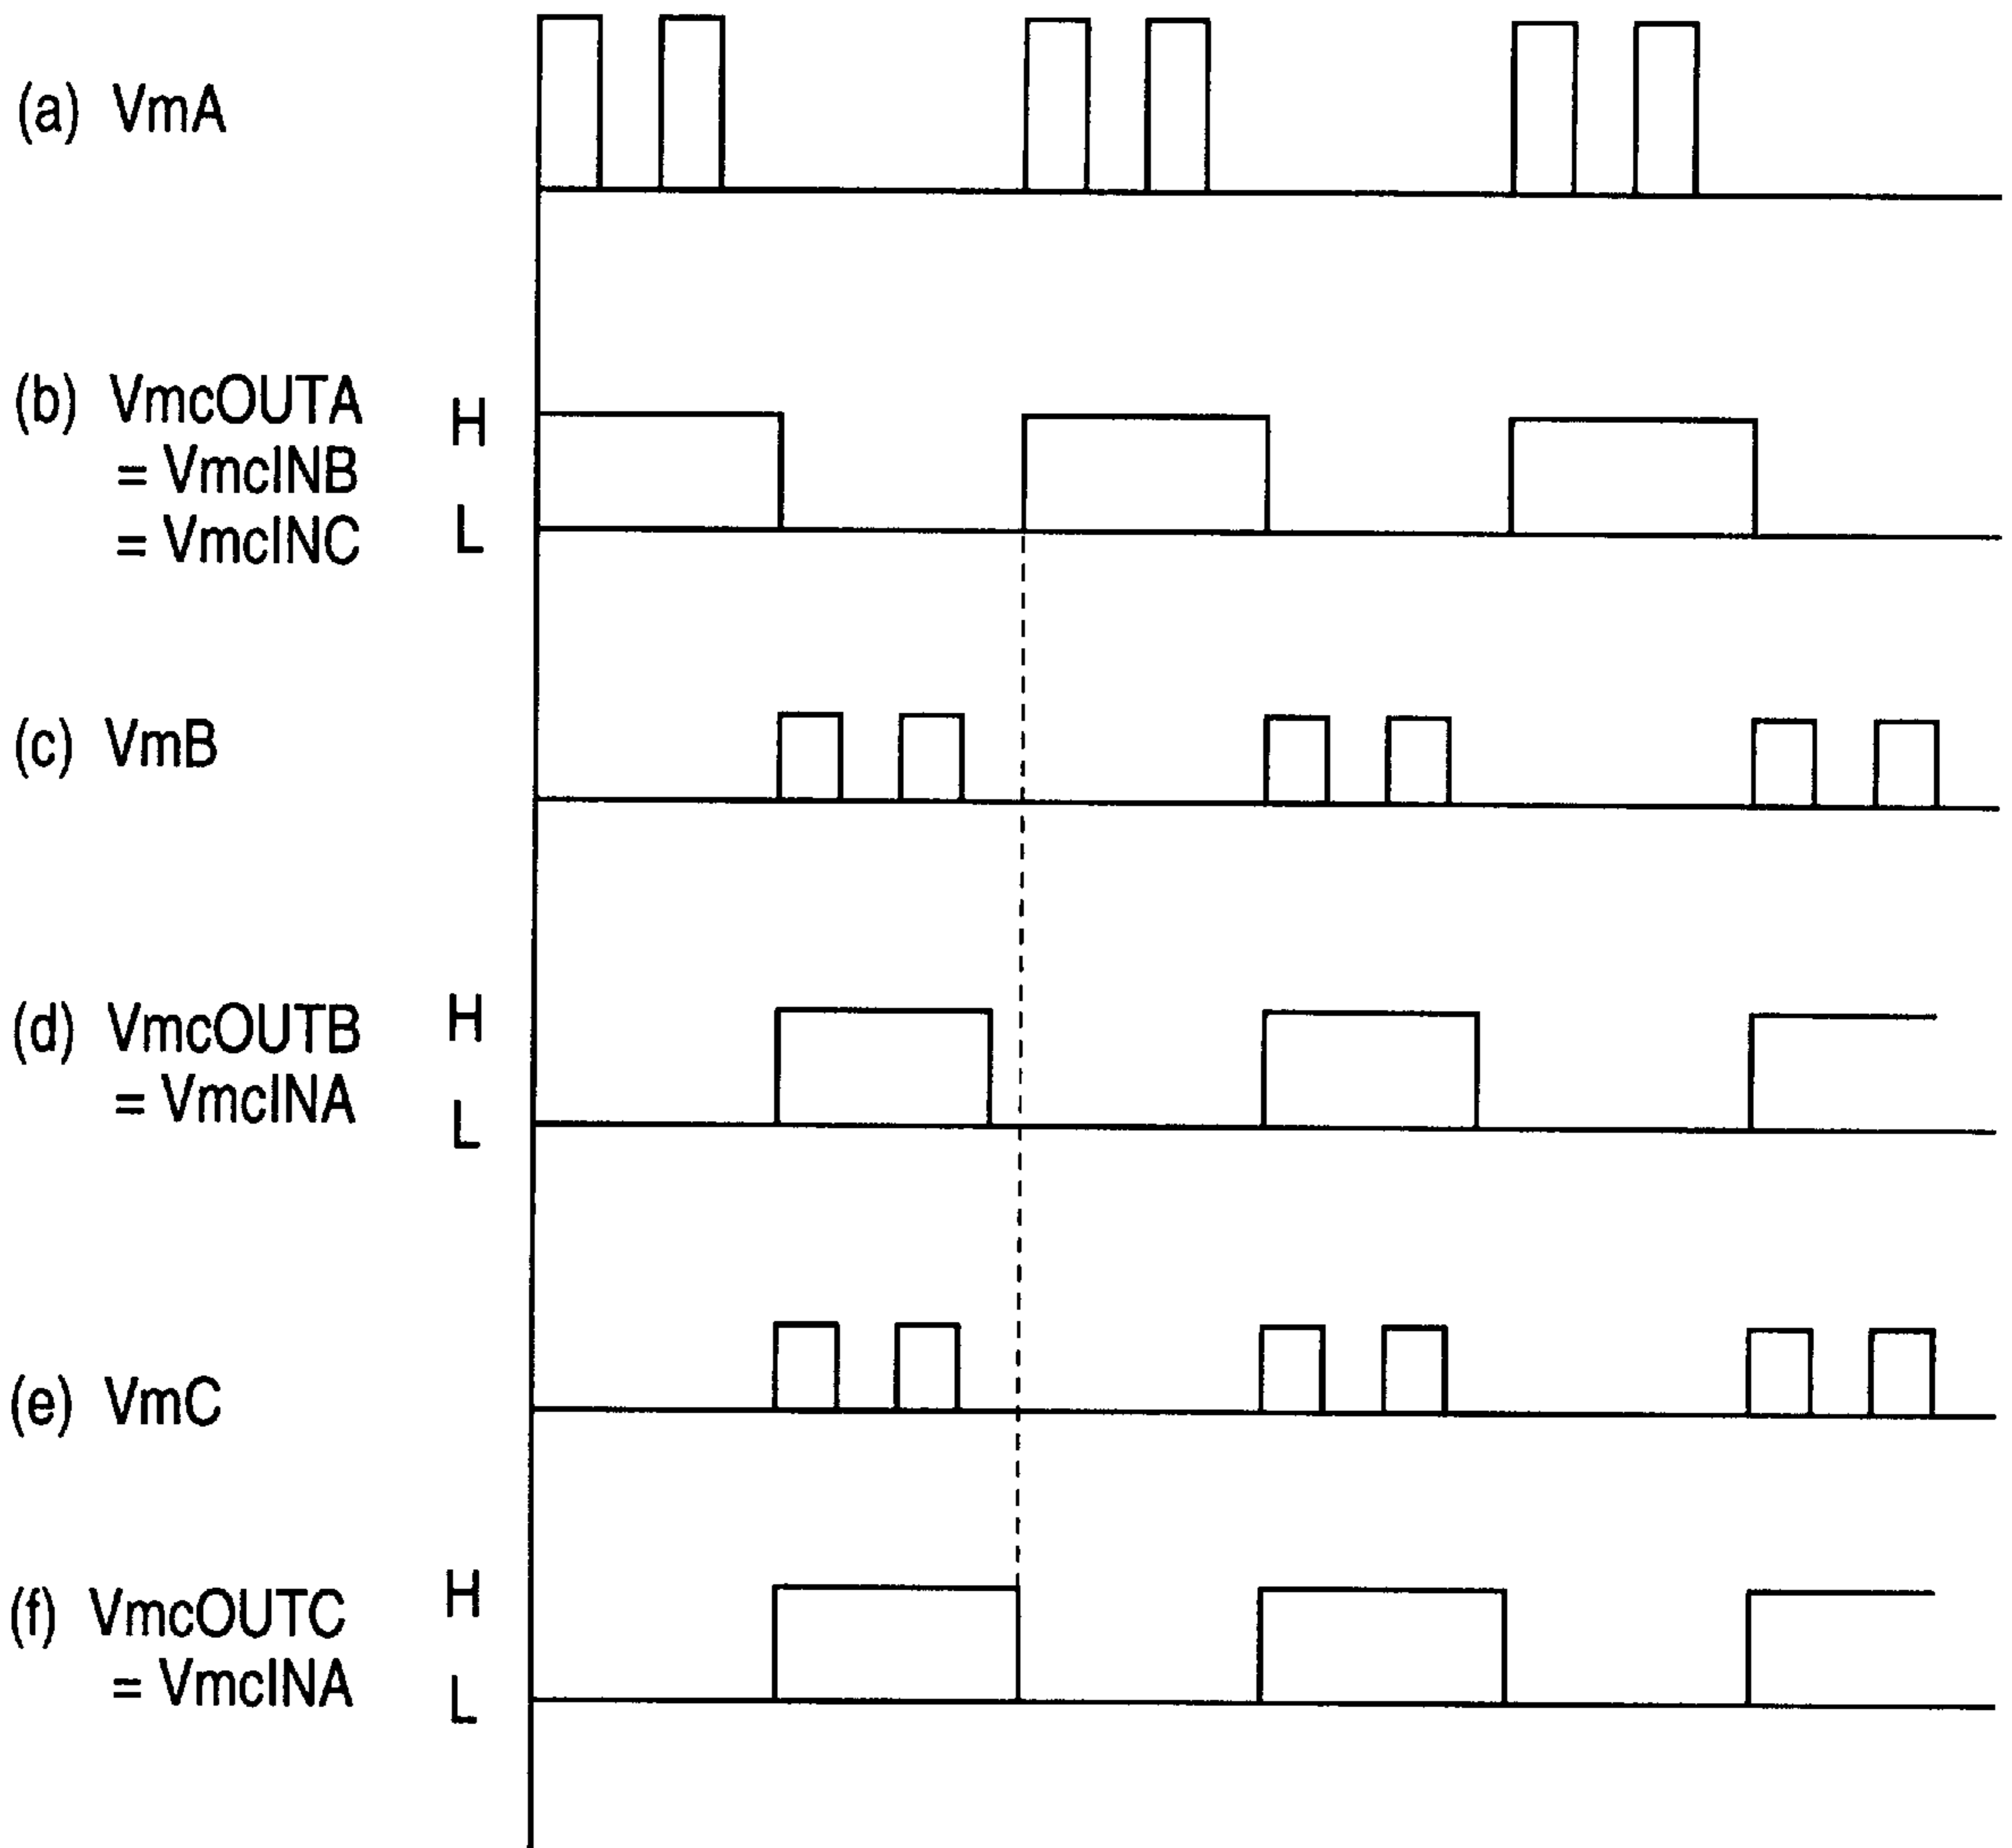 (a) VmA
(b) VmcOUTA
= VmcINB
= VmcINC
H
L
(c) VmB
(d) VmcOUTB
= VmcINA
H
L
(e) VmC
(f) VmcOUTC
= VmcINA
H
L